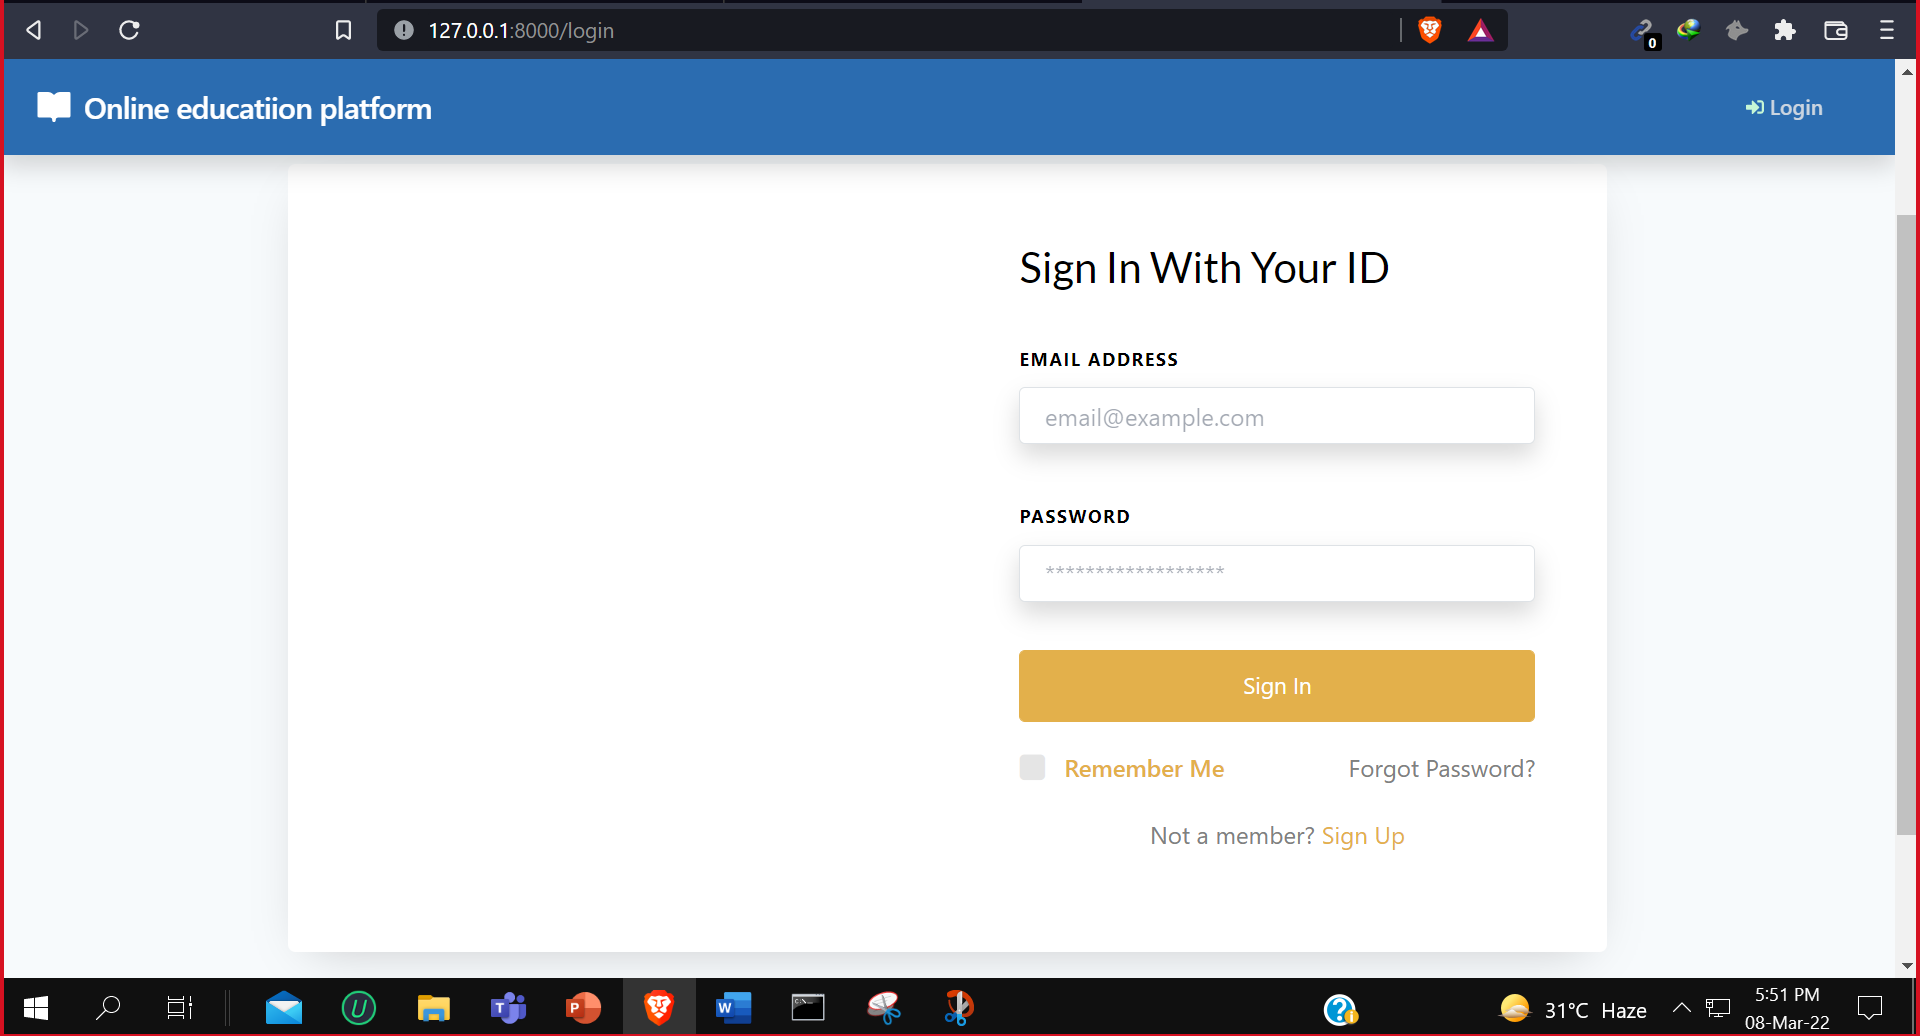 127.0.0.1:8000/login
0
Online educatiion platform
Login
Sign In With Your ID
EMAIL ADDRESS
email@example.com
PASSWORD
******************
Sign In
Remember Me
Forgot Password?
Not a member? Sign Up
31°C Haze
5:51 PM
08-Mar-22